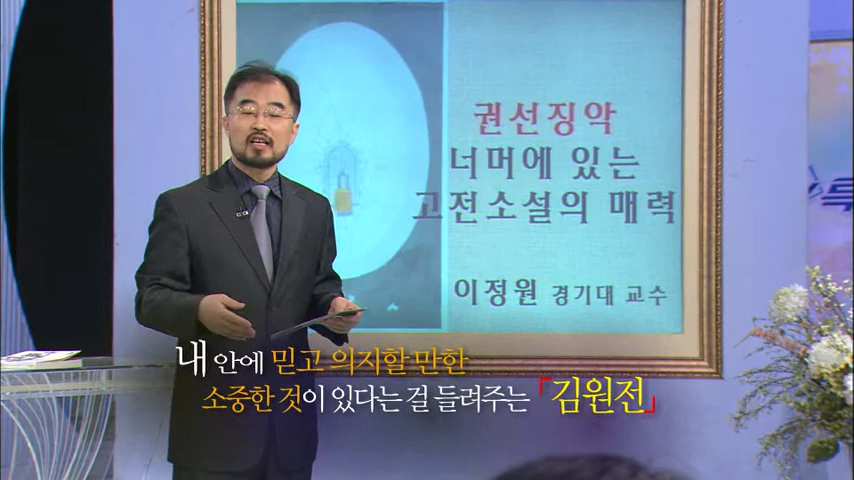 권선징악
너머에 있는
고전소설의 매력
이정원 경기대 교수
내 안에 믿고 의지할 만한
소중한 것이 있다는 걸 들려주는 「김원전」